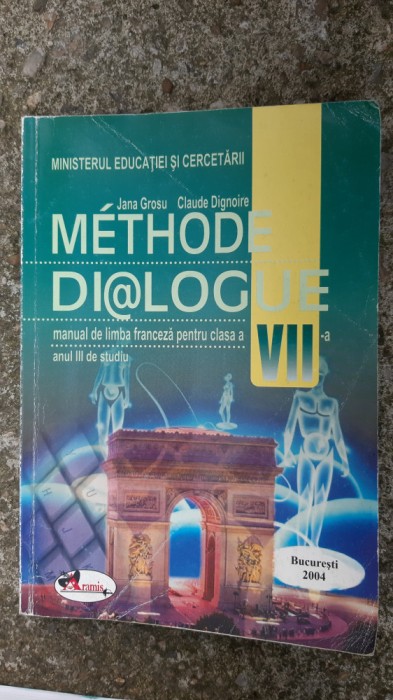 MINISTERUL EDUCAȚIEI ȘI CERCETĂRII
Jana Grosu Claude Dignoire
MÉTHODE
DI@LOGUE
manual de limba franceză pentru clasa a VII-a
anul III de studiu
București
2004
Aramis